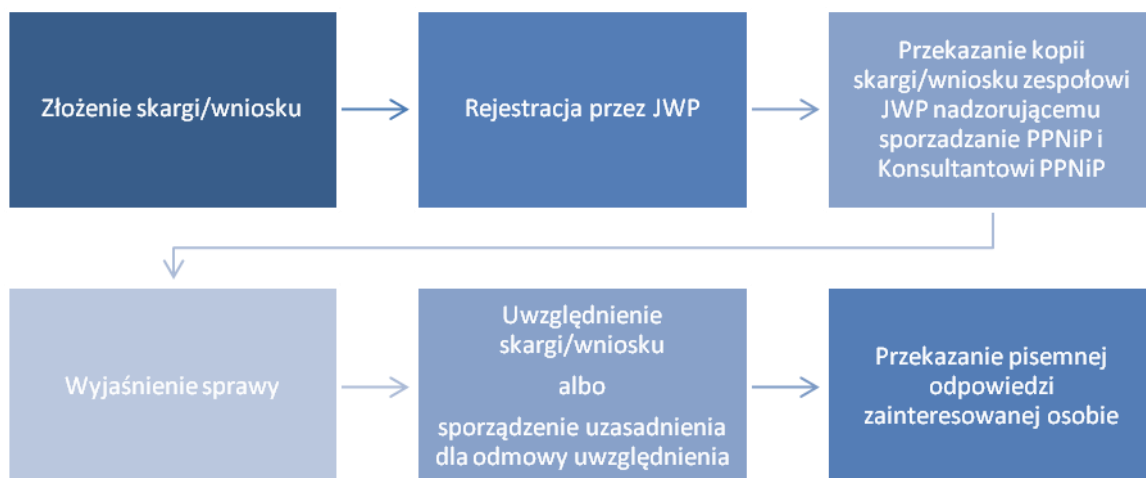 Złożenie skargi/wniosku
Rejestracja przez JWP
Przekazanie kopii
skargi/wniosku zespołowi
JWP nadzorującemu
sporzadzanie PPNiP i
Konsultantowi PPNiP
Wyjaśnienie sprawy
Uwzględnienie
skargi/wniosku
albo
sporządzenie uzasadnienia
dla odmowy uwzględnienia
Przekazanie pisemnej
odpowiedzi
zainteresowanej osobie